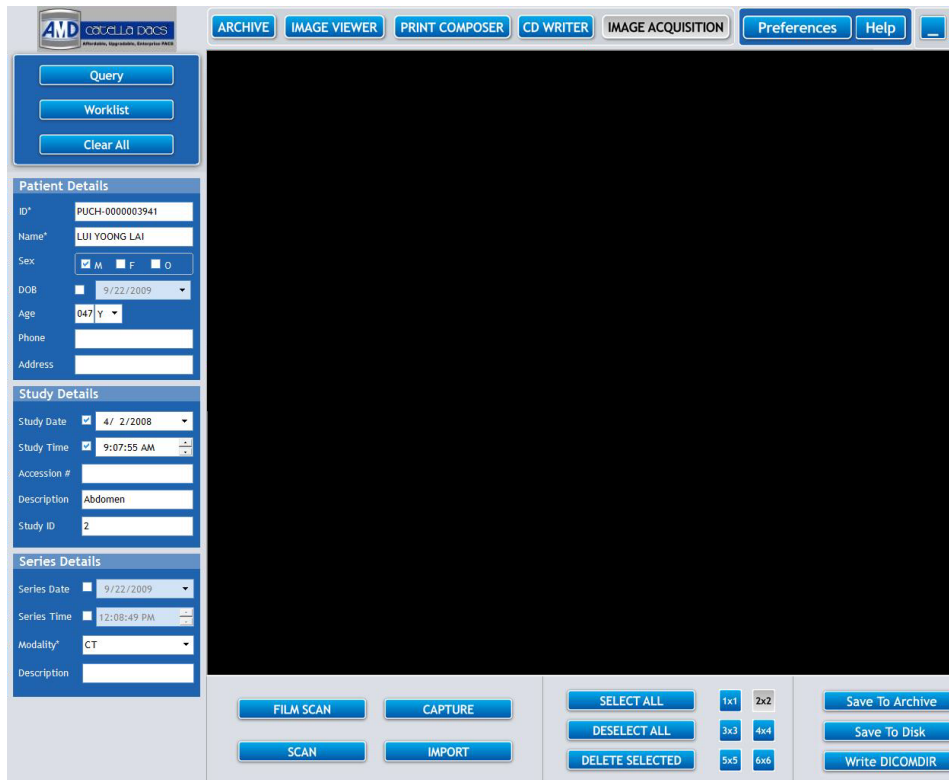 AMD CATELLA PACS
Affordable, Upgradable, Enterprise-PACS
ARCHIVE IMAGE VIEWER PRINT COMPOSER CD WRITER IMAGE ACQUISITION Preferences Help _
Query
Worklist
Clear All
Patient Details
ID* PUCH-0000003941
Name* LUI YOONG LAI
Sex M F O
DOB 9/22/2009
Age 047 Y
Phone
Address
Study Details
Study Date 4/ 2/2008
Study Time 9:07:55 AM
Accession #
Description Abdomen
Study ID 2
Series Details
Series Date 9/22/2009
Series Time 12:08:49 PM
Modality* CT
Description
FILM SCAN CAPTURE
SCAN IMPORT
SELECT ALL 1x1 2x2
DESELECT ALL 3x3 4x4
DELETE SELECTED 5x5 6x6
Save To Archive
Save To Disk
Write DICOMDIR